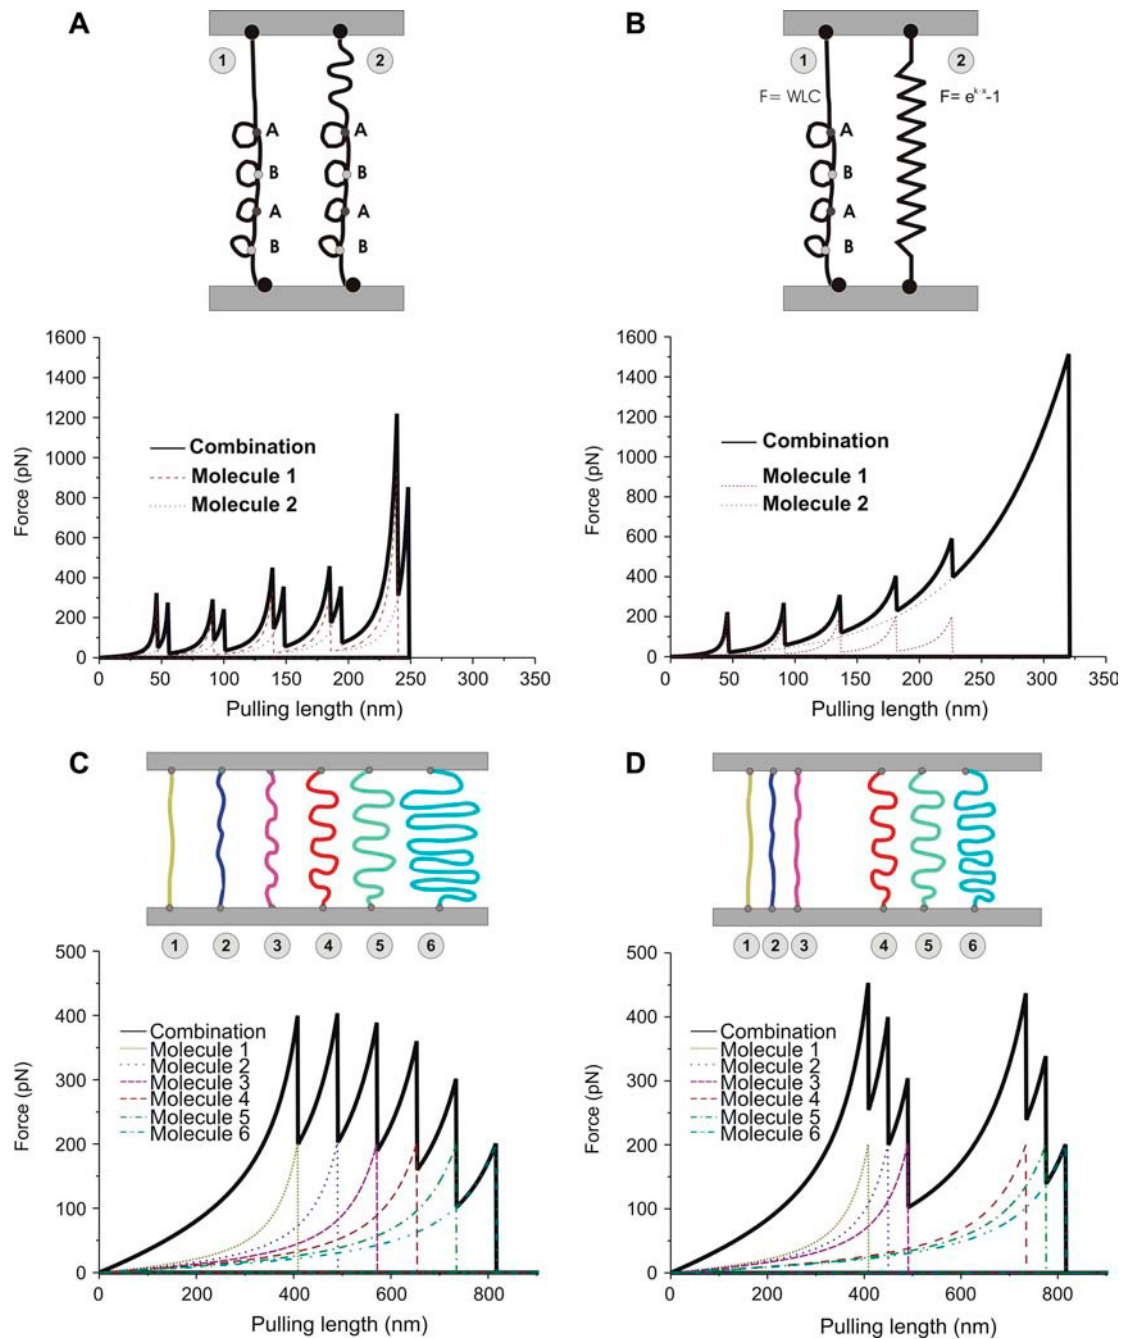 A
1
2
A
B
A
B
A
B
A
B
1600
1400
1200
1000
800
600
400
200
0
Force (pN)
Combination
Molecule 1
Molecule 2
0 50 100 150 200 250 300 350
Pulling length (nm)
B
1
2
F= WLC
F= e^k·x-1
A
B
A
B
1600
1400
1200
1000
800
600
400
200
0
Force (pN)
Combination
Molecule 1
Molecule 2
0 50 100 150 200 250 300 350
Pulling length (nm)
C
1 2 3 4 5 6
500
400
300
200
100
0
Force (pN)
Combination
Molecule 1
Molecule 2
Molecule 3
Molecule 4
Molecule 5
Molecule 6
0 200 400 600 800
Pulling length (nm)
D
1 2 3 4 5 6
500
400
300
200
100
0
Force (pN)
Combination
Molecule 1
Molecule 2
Molecule 3
Molecule 4
Molecule 5
Molecule 6
0 200 400 600 800
Pulling length (nm)